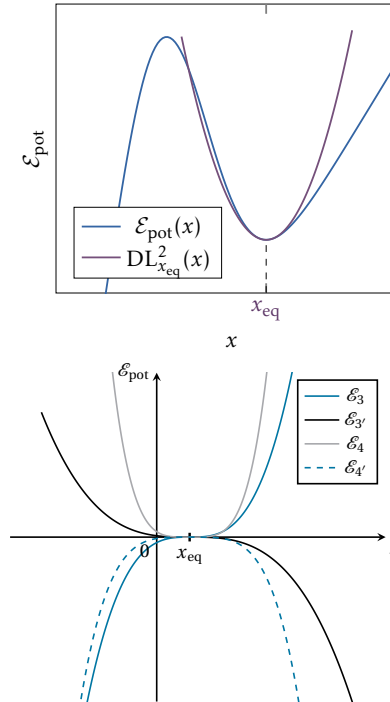 ℰpot
ℰpot(x)
DL²xeq(x)
xeq
x
ℰpot
ℰ3
ℰ3′
ℰ4
ℰ4′
0
xeq